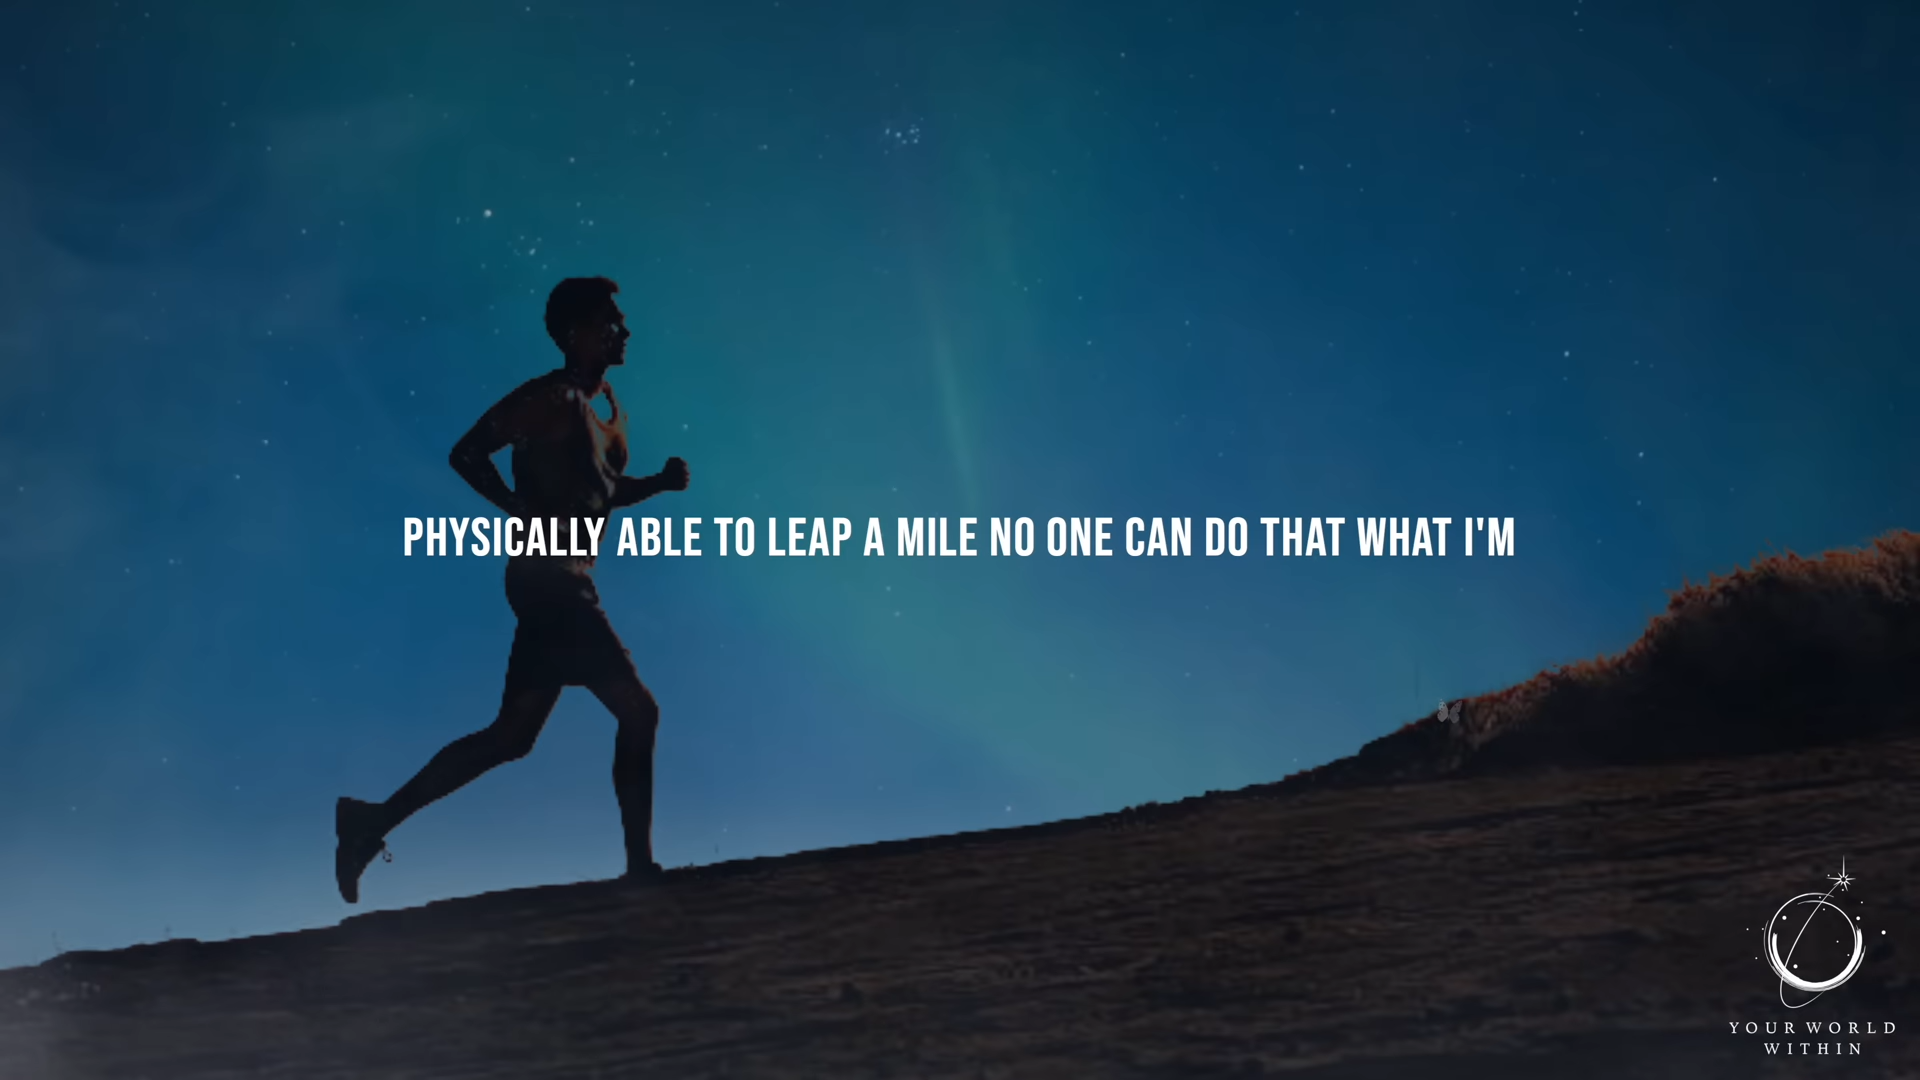 PHYSICALLY ABLE TO LEAP A MILE NO ONE CAN DO THAT WHAT I'M
YOUR WORLD
WITHIN